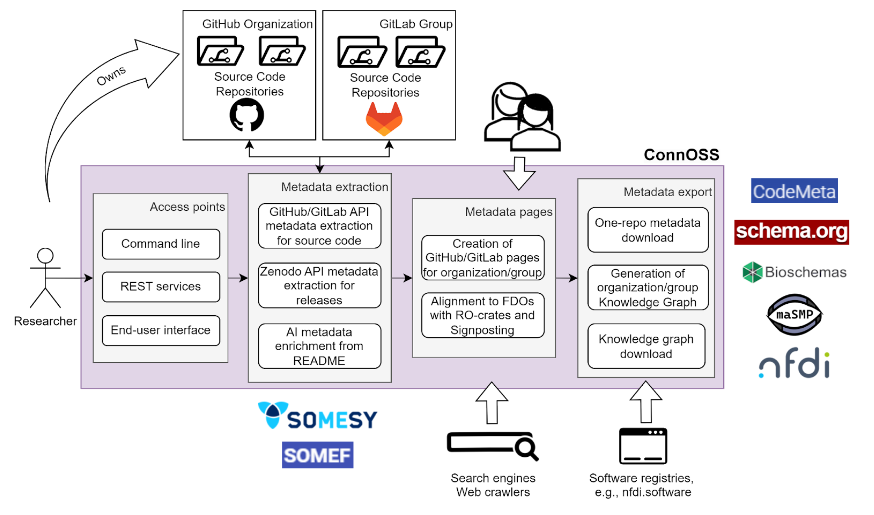 GitHub Organization
Source Code
Repositories
GitLab Group
Source Code
Repositories
Owns
ConnOSS
Researcher
Access points
Command line
REST services
End-user interface
Metadata extraction
GitHub/GitLab API
metadata extraction
for source code
Zenodo API metadata
extraction for
releases
AI metadata
enrichment from
README
Metadata pages
Creation of
GitHub/GitLab pages
for organization/group
Alignment to FDOs
with RO-crates and
Signposting
Metadata export
One-repo metadata
download
Generation of
organization/group
Knowledge Graph
Knowledge graph
download
CodeMeta
schema.org
Bioschemas
maSMP
nfdi
SOMESY
SOMEF
Search engines
Web crawlers
Software registries,
e.g., nfdi.software